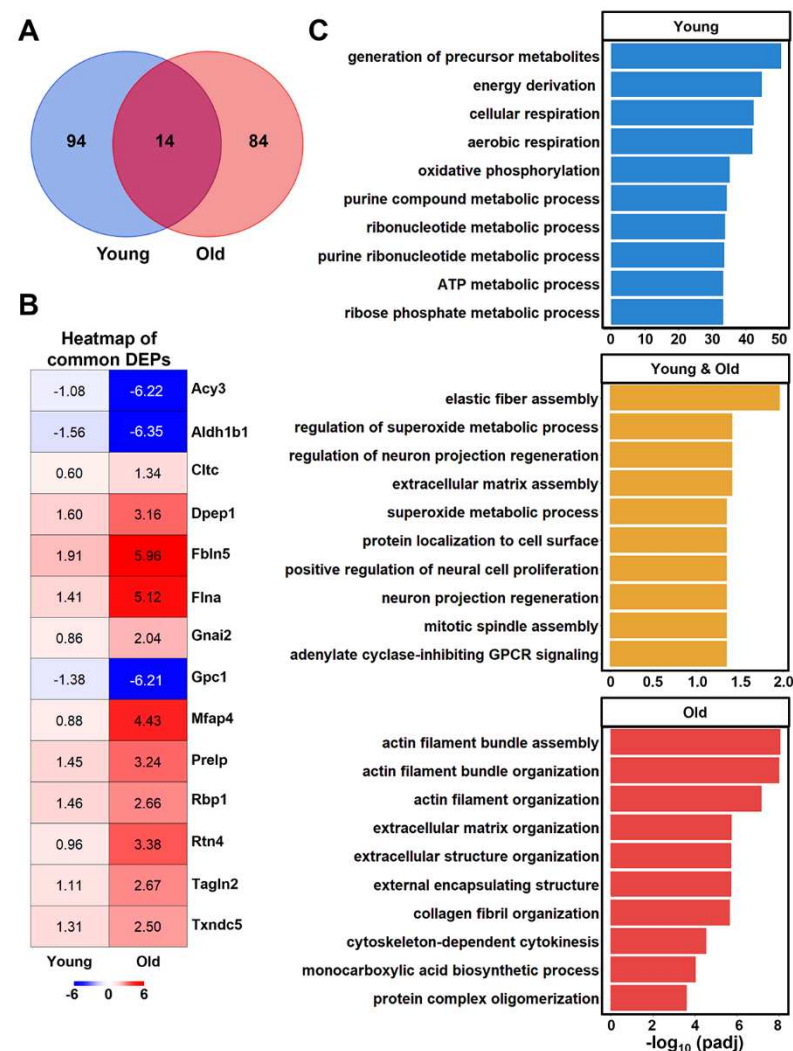 A
94
14
84
Young
Old
B
Heatmap of
common DEPs
-1.08 -6.22 Acy3
-1.56 -6.35 Aldh1b1
0.60 1.34 Cltc
1.60 3.16 Dpep1
1.91 5.96 Fbln5
1.41 5.12 Flna
0.86 2.04 Gnai2
-1.38 -6.21 Gpc1
0.88 4.43 Mfap4
1.45 3.24 Prelp
1.46 2.66 Rbp1
0.96 3.38 Rtn4
1.11 2.67 Tagln2
1.31 2.50 Txndc5
Young Old
-6 0 6
C
Young
generation of precursor metabolites
energy derivation
cellular respiration
aerobic respiration
oxidative phosphorylation
purine compound metabolic process
ribonucleotide metabolic process
purine ribonucleotide metabolic process
ATP metabolic process
ribose phosphate metabolic process
0 10 20 30 40 50
Young & Old
elastic fiber assembly
regulation of superoxide metabolic process
regulation of neuron projection regeneration
extracellular matrix assembly
superoxide metabolic process
protein localization to cell surface
positive regulation of neural cell proliferation
neuron projection regeneration
mitotic spindle assembly
adenylate cyclase-inhibiting GPCR signaling
0 0.5 1.0 1.5 2.0
Old
actin filament bundle assembly
actin filament bundle organization
actin filament organization
extracellular matrix organization
extracellular structure organization
external encapsulating structure
collagen fibril organization
cytoskeleton-dependent cytokinesis
monocarboxylic acid biosynthetic process
protein complex oligomerization
0 2 4 6 8
-log₁₀ (padj)